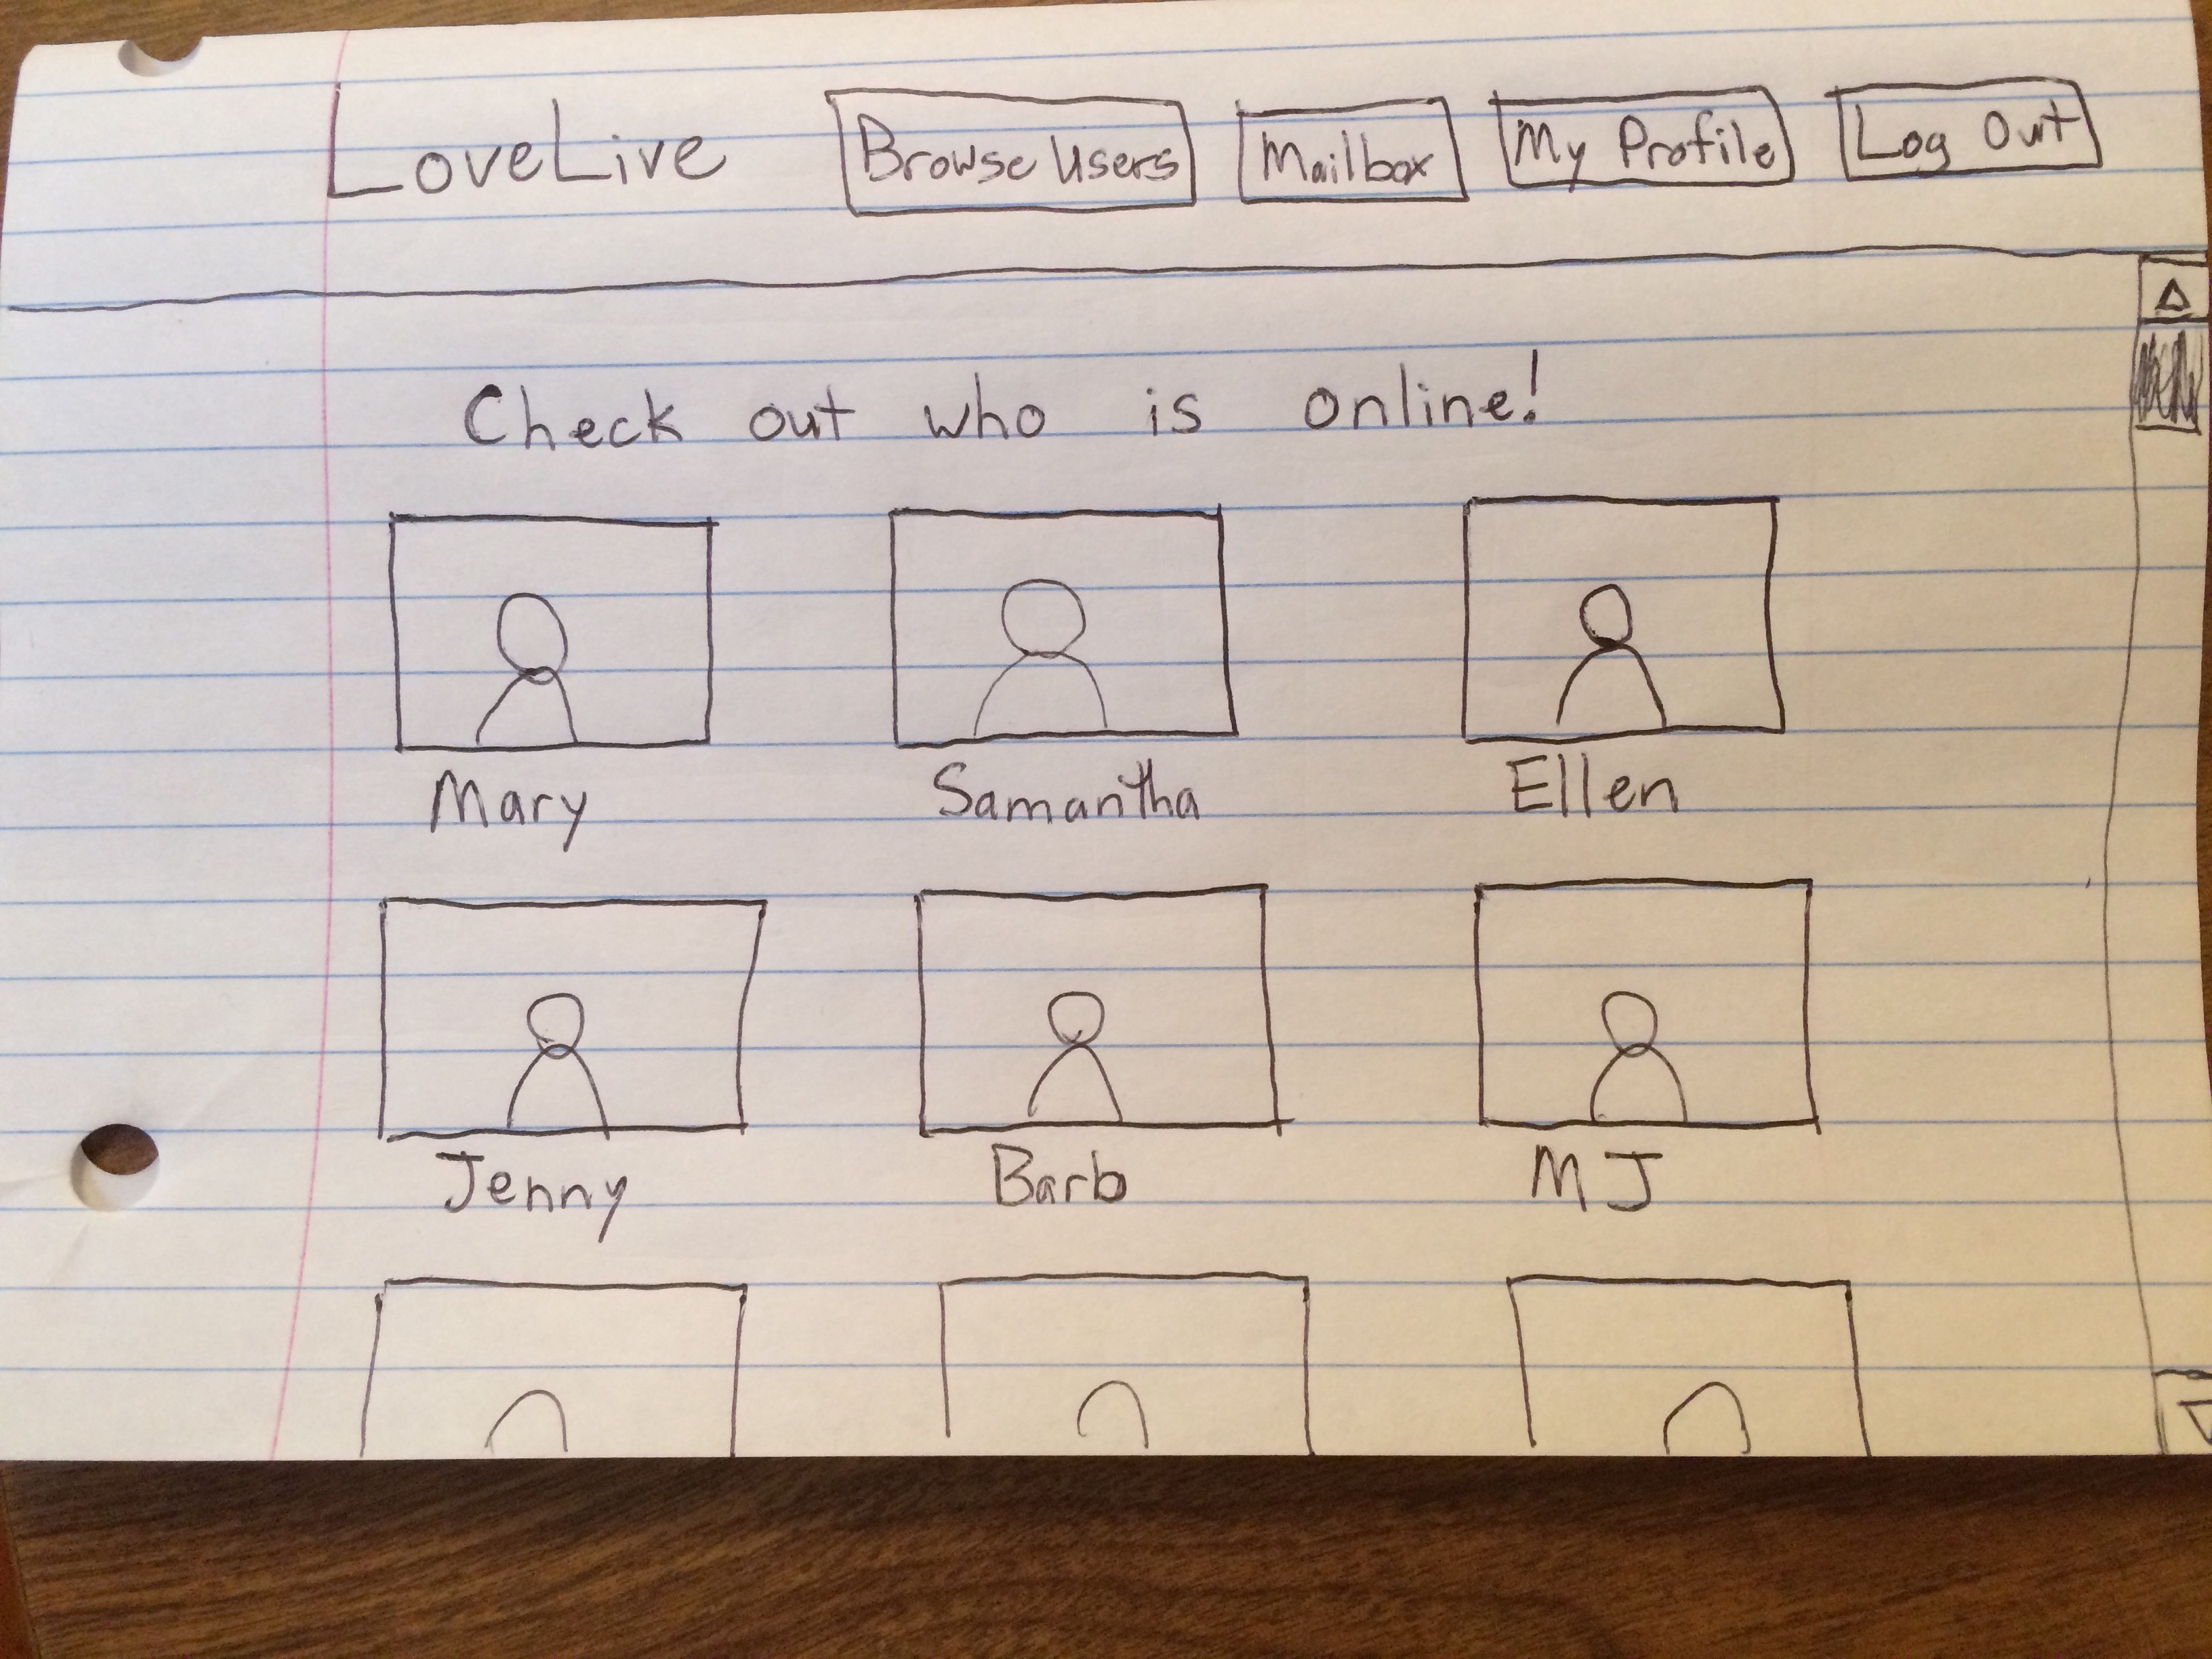 LoveLive Browse Users Mailbox My Profile Log Out
Check out who is online!
Mary Samantha Ellen
Jenny Barb MJ